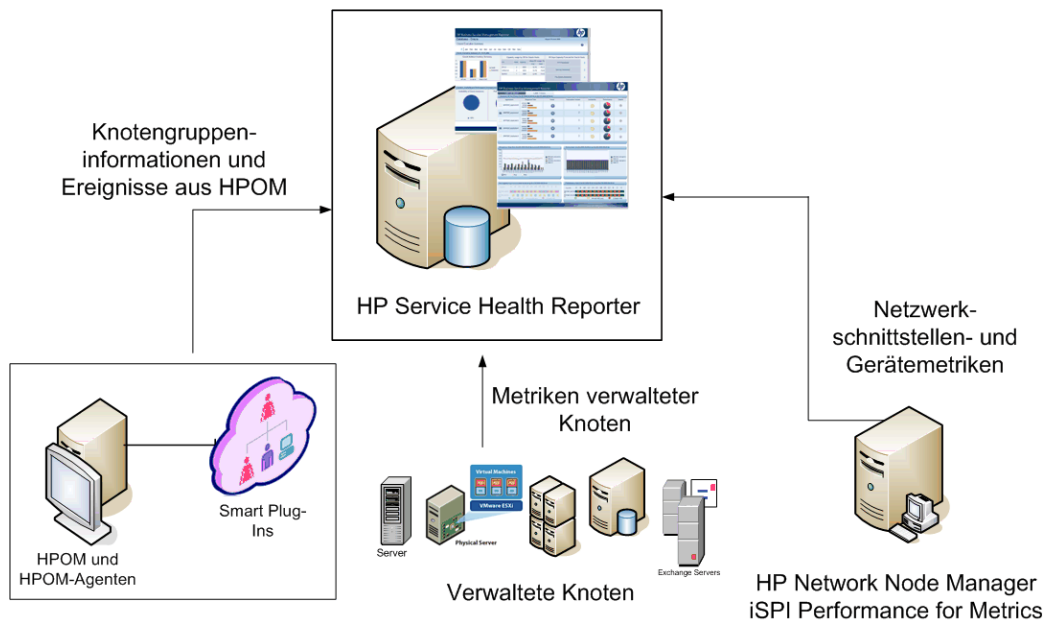 Knotengruppen-
informationen und
Ereignisse aus HPOM
HP Service Health Reporter
Netzwerk-
schnittstellen- und
Gerätemetriken
Metriken verwalteter
Knoten
HPOM und
HPOM-Agenten
Smart Plug-
Ins
Server
Virtual Machines
VMware ESXi
Physical Server
Exchange Servers
Verwaltete Knoten
HP Network Node Manager
iSPI Performance for Metrics